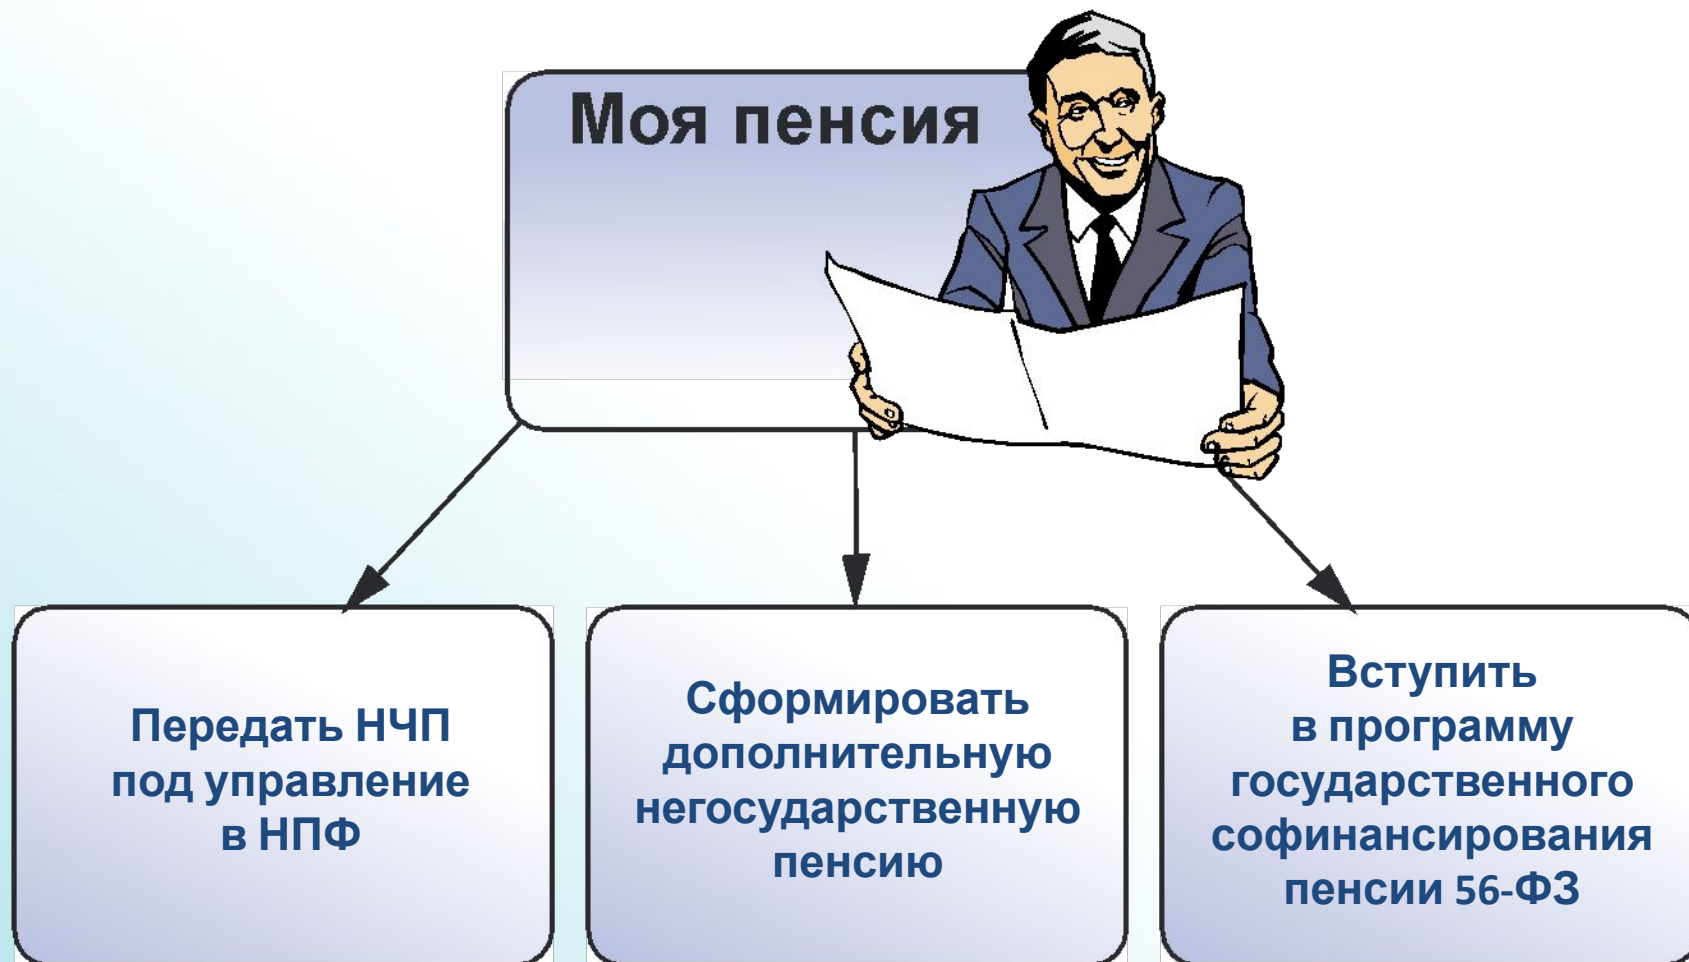 Моя пенсия
Передать НЧП
под управление
в НПФ
Сформировать
дополнительную
негосударственную
пенсию
Вступить
в программу
государственного
софинансирования
пенсии 56-ФЗ